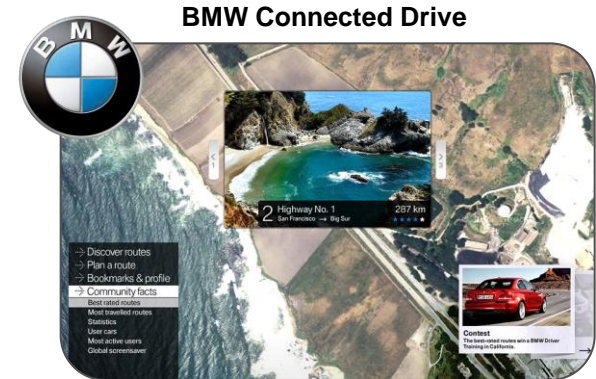 BMW Connected Drive
BMW
< 1
2 Highway No. 1 287 km
San Francisco → Big Sur ★★★★★
> 3
→ Discover routes
→ Plan a route
→ Bookmarks & profile
→ Community facts
Best rated routes
Most travelled routes
Statistics
User cars
Most active users
Global screensaver
Contest
The best-rated routes win a BMW Driver
Training in California.
→